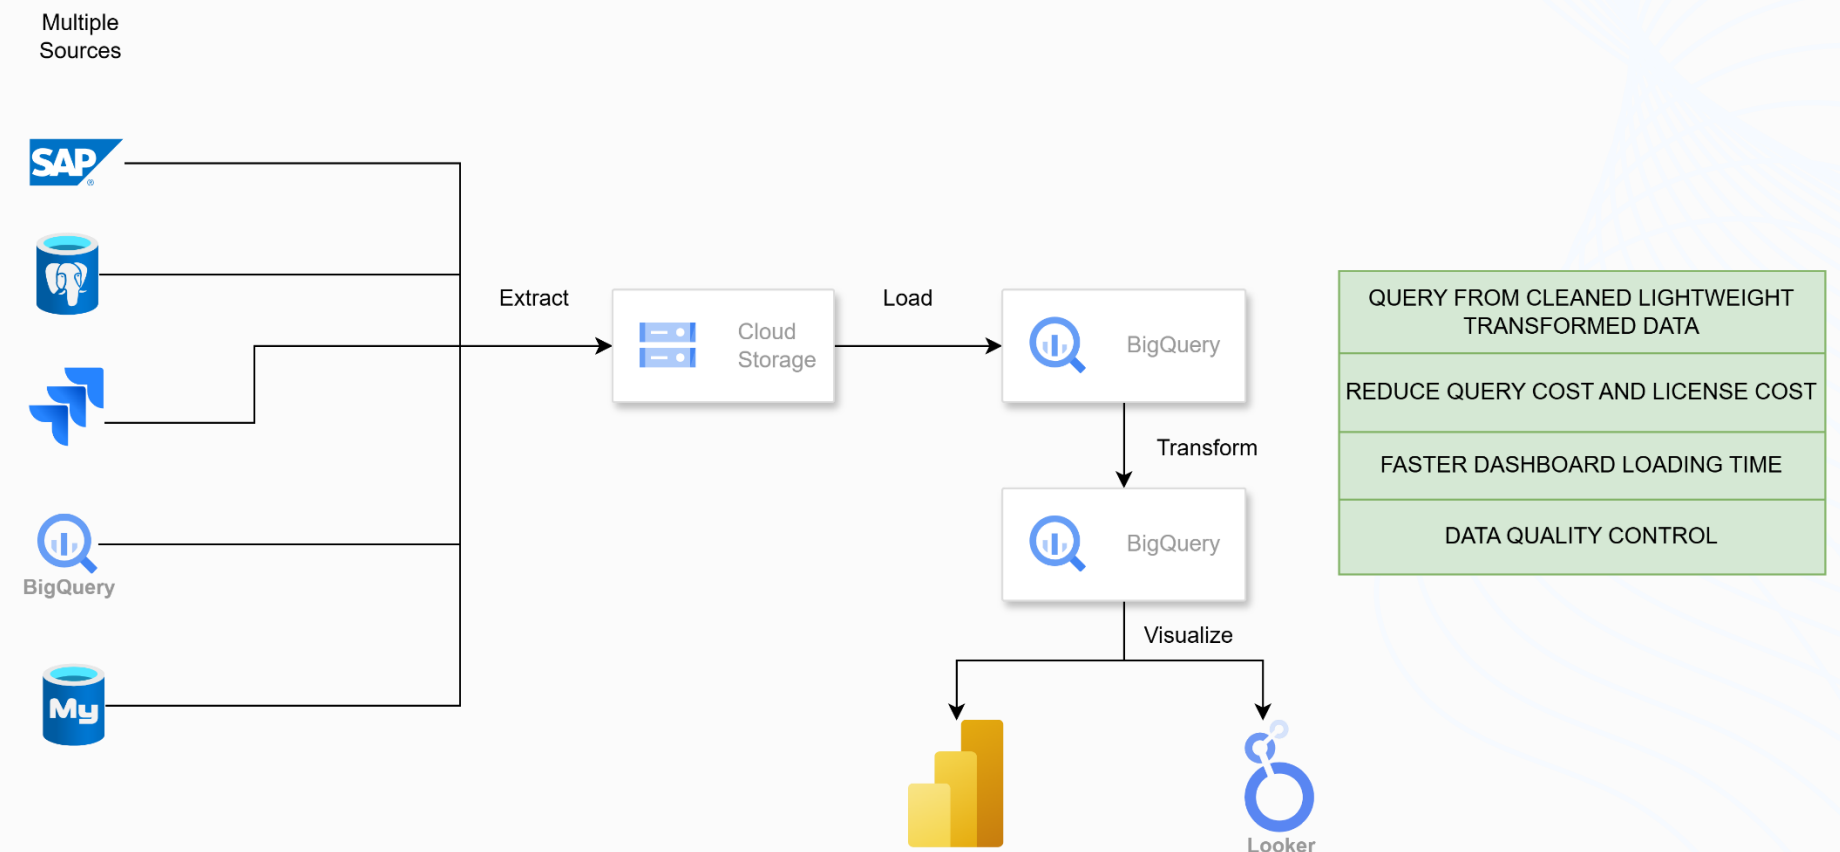 Multiple
Sources
SAP
®
Extract
Load
Cloud
Storage
BigQuery
Transform
BigQuery
BigQuery
My
Visualize
Looker
QUERY FROM CLEANED LIGHTWEIGHT
TRANSFORMED DATA
REDUCE QUERY COST AND LICENSE COST
FASTER DASHBOARD LOADING TIME
DATA QUALITY CONTROL